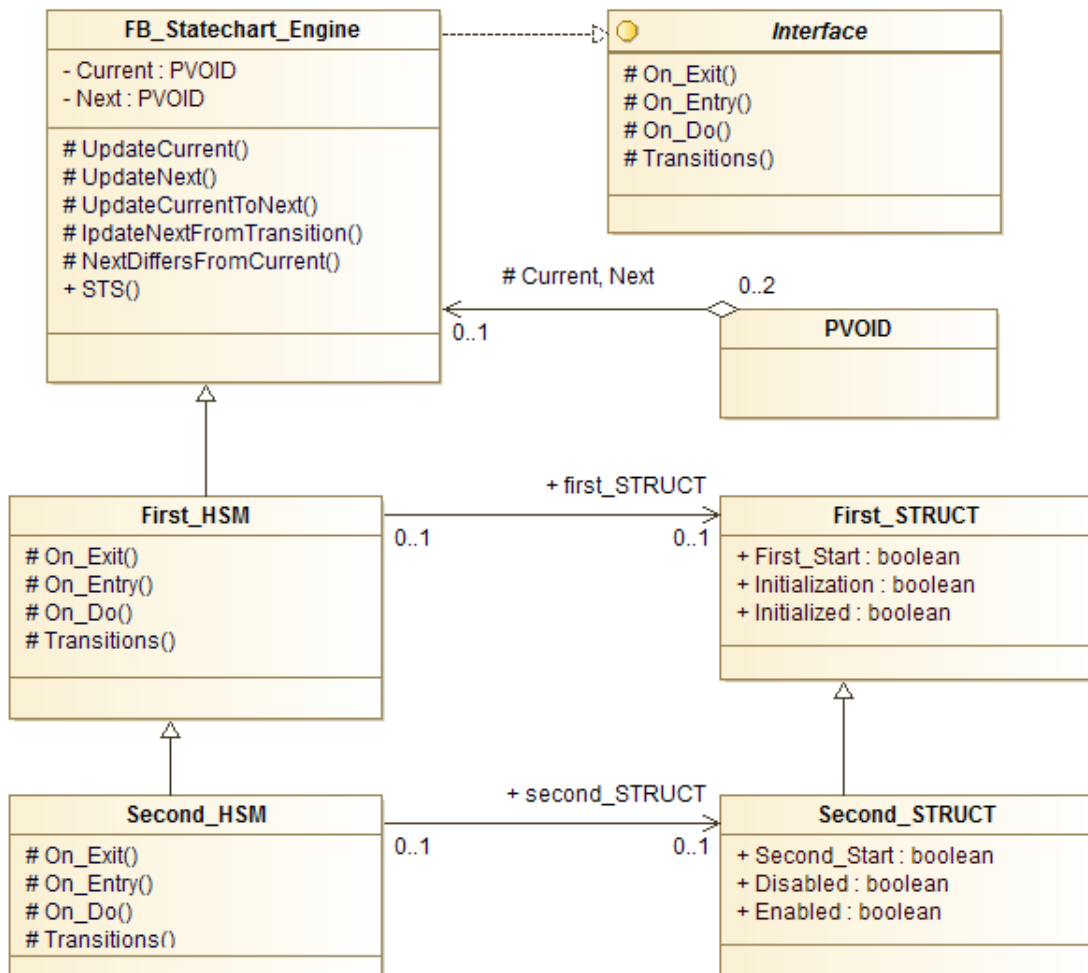 FB_Statechart_Engine
- Current : PVOID
- Next : PVOID
# UpdateCurrent()
# UpdateNext()
# UpdateCurrentToNext()
# IpdateNextFromTransition()
# NextDiffersFromCurrent()
+ STS()
Interface
# On_Exit()
# On_Entry()
# On_Do()
# Transitions()
# Current, Next
0..2
0..1
PVOID
First_HSM
# On_Exit()
# On_Entry()
# On_Do()
# Transitions()
+ first_STRUCT
0..1
0..1
First_STRUCT
+ First_Start : boolean
+ Initialization : boolean
+ Initialized : boolean
Second_HSM
# On_Exit()
# On_Entry()
# On_Do()
# Transitions()
+ second_STRUCT
0..1
0..1
Second_STRUCT
+ Second_Start : boolean
+ Disabled : boolean
+ Enabled : boolean